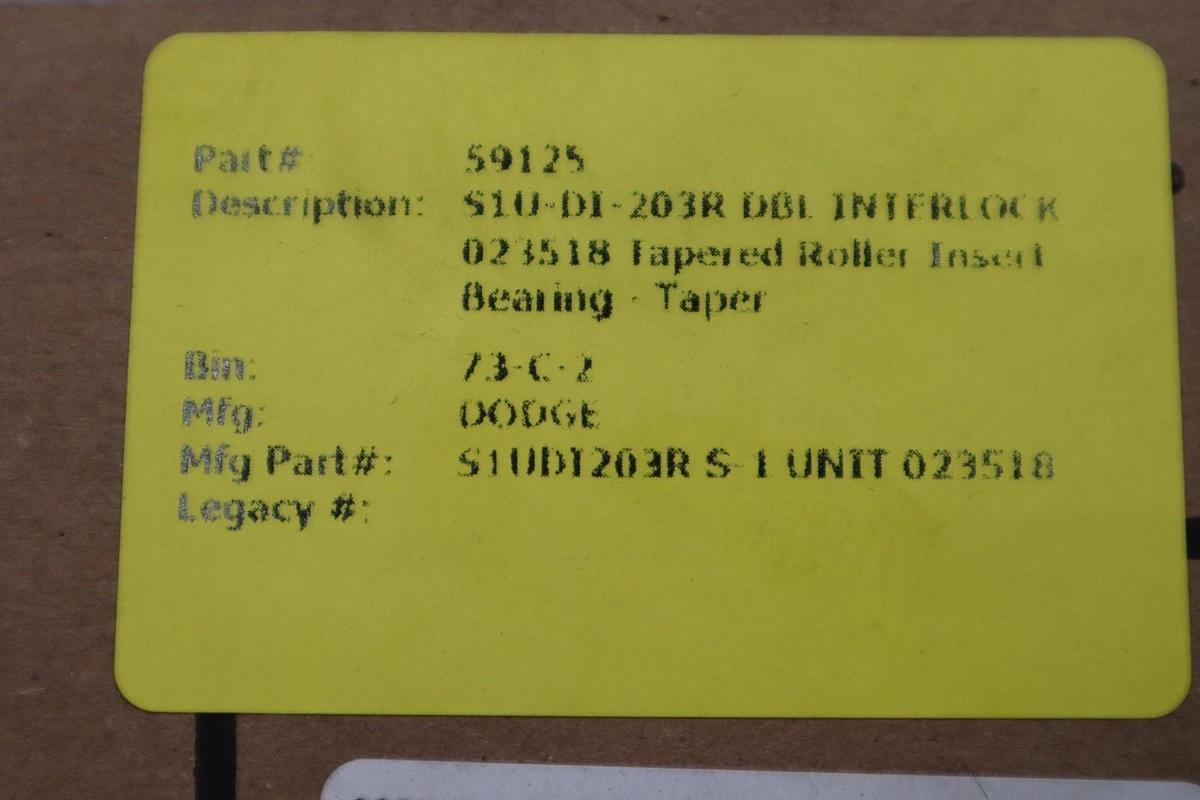 Part#: 59125
Description: S1U-DI-203R DBL INTERLOCK
023518 Tapered Roller Insert
Bearing - Taper
Bin: 73-C-2
Mfg: DODGE
Mfg Part#: S1UDI203R S-1 UNIT 023518
Legacy #: